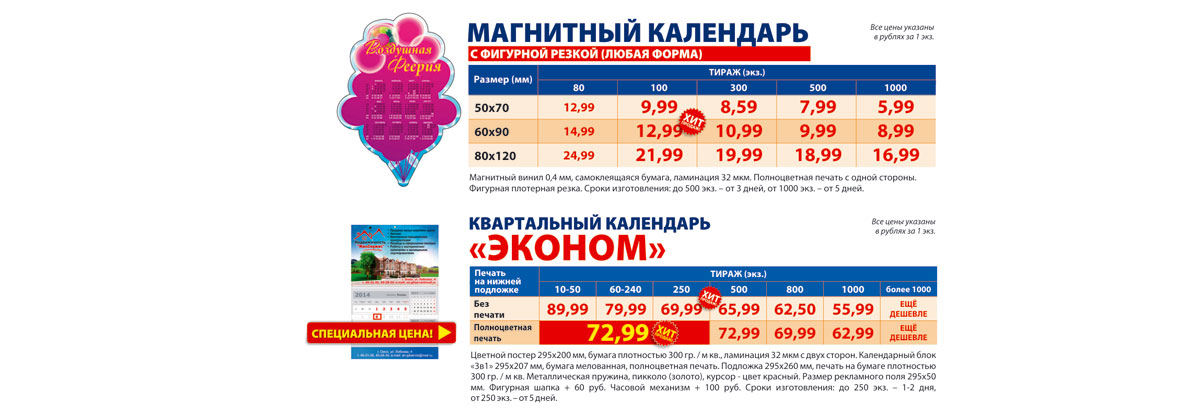 Воздушная
Феерия
МАГНИТНЫЙ КАЛЕНДАРЬ
С ФИГУРНОЙ РЕЗКОЙ (ЛЮБАЯ ФОРМА)
Все цены указаны
в рублях за 1 экз.
Размер (мм) ТИРАЖ (экз.)
80 100 300 500 1000
50х70 12,99 9,99 8,59 7,99 5,99
ХИТ
60х90 14,99 12,99 10,99 9,99 8,99
80х120 24,99 21,99 19,99 18,99 16,99
Магнитный винил 0,4 мм, самоклеящаяся бумага, ламинация 32 мкм. Полноцветная печать с одной стороны.
Фигурная плотерная резка. Сроки изготовления: до 500 экз. – от 3 дней, от 1000 экз. – от 5 дней.
КВАРТАЛЬНЫЙ КАЛЕНДАРЬ
«ЭКОНОМ»
Все цены указаны
в рублях за 1 экз.
2014
СПЕЦИАЛЬНАЯ ЦЕНА!
Печать
на нижней
подложке
ТИРАЖ (экз.)
10-50 60-240 250 500 800 1000 более 1000
Без
печати
89,99 79,99 69,99 65,99 62,50 55,99 ЕЩЁ
ДЕШЕВЛЕ
ХИТ
Полноцветная
печать
72,99 ХИТ 72,99 69,99 62,99 ЕЩЁ
ДЕШЕВЛЕ
Цветной постер 295х200 мм, бумага плотностью 300 гр. / м кв., ламинация 32 мкм с двух сторон. Календарный блок
«3в1» 295х207 мм, бумага мелованная, полноцветная печать. Подложка 295х260 мм, печать на бумаге плотностью
300 гр. / м кв. Металлическая пружина, пикколо (золото), курсор - цвет красный. Размер рекламного поля 295х50
мм. Фигурная шапка + 60 руб. Часовой механизм + 100 руб. Сроки изготовления: до 250 экз. – 1-2 дня,
от 250 экз. – от 5 дней.